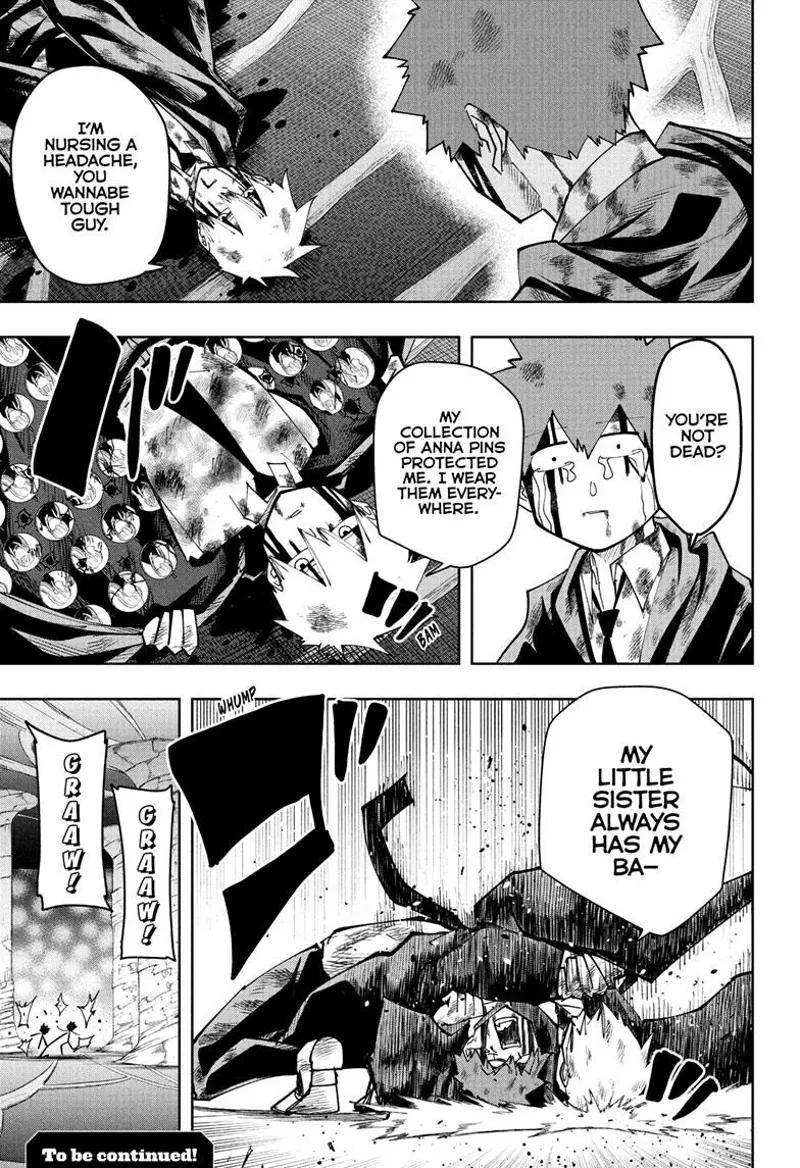 I'M
NURSING A
HEADACHE,
YOU
WANNABE
TOUGH
GUY.
YOU'RE
NOT
DEAD?
MY
COLLECTION
OF ANNA PINS
PROTECTED
ME. I WEAR
THEM EVERY-
WHERE.
BAM
MY
LITTLE
SISTER
ALWAYS
HAS MY
BA—
WHUMP
GRAAW!
GRAAW!
To be continued!